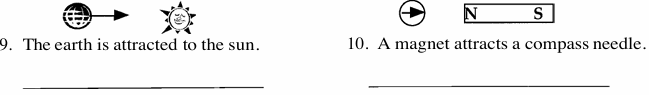 N S
9. The earth is attracted to the sun.
10. A magnet attracts a compass needle.